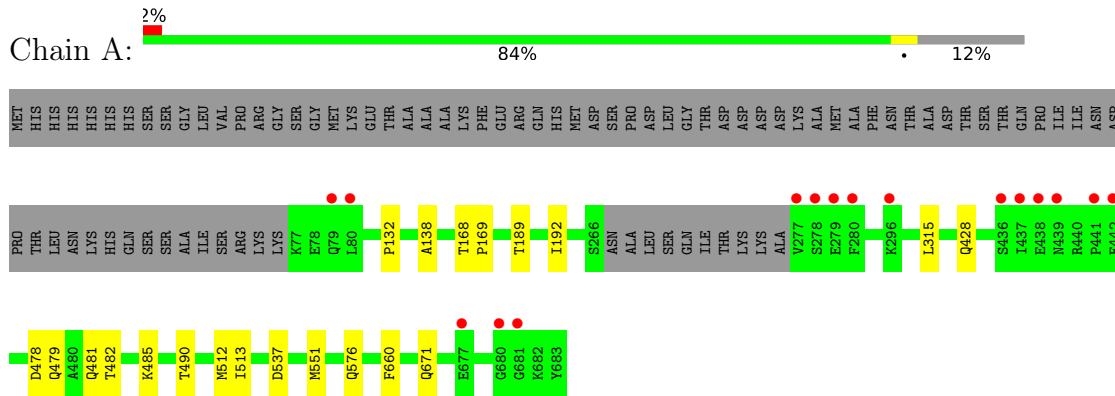 2%
Chain A:
84%
•
12%
MET HIS HIS HIS HIS HIS HIS SER SER GLY LEU VAL PRO ARG GLY SER GLY MET LYS GLU THR ALA ALA ALA LYS PHE GLU ARG GLN HIS MET ASP SER PRO ASP LEU GLY THR ASP ASP ASP ASP LYS ALA MET ALA PHE ASN THR ALA ASP THR SER THR GLN PRO ILE ILE ASN ASP
PRO THR LEU ASN LYS HIS GLN SER SER ALA ILE SER ARG LYS LYS K77 E78 Q79 L80 P132 A138 T168 P169 T189 I192 S266 ASN ALA LEU SER GLN ILE THR LYS LYS ALA V277 S278 E279 F280 K296 L315 Q428 S436 I437 E438 N439 R440 P441
D478 Q479 A480 Q481 T482 K485 T490 M512 I513 D537 M551 Q576 F660 Q671 E677 G680 G681 K682 Y683